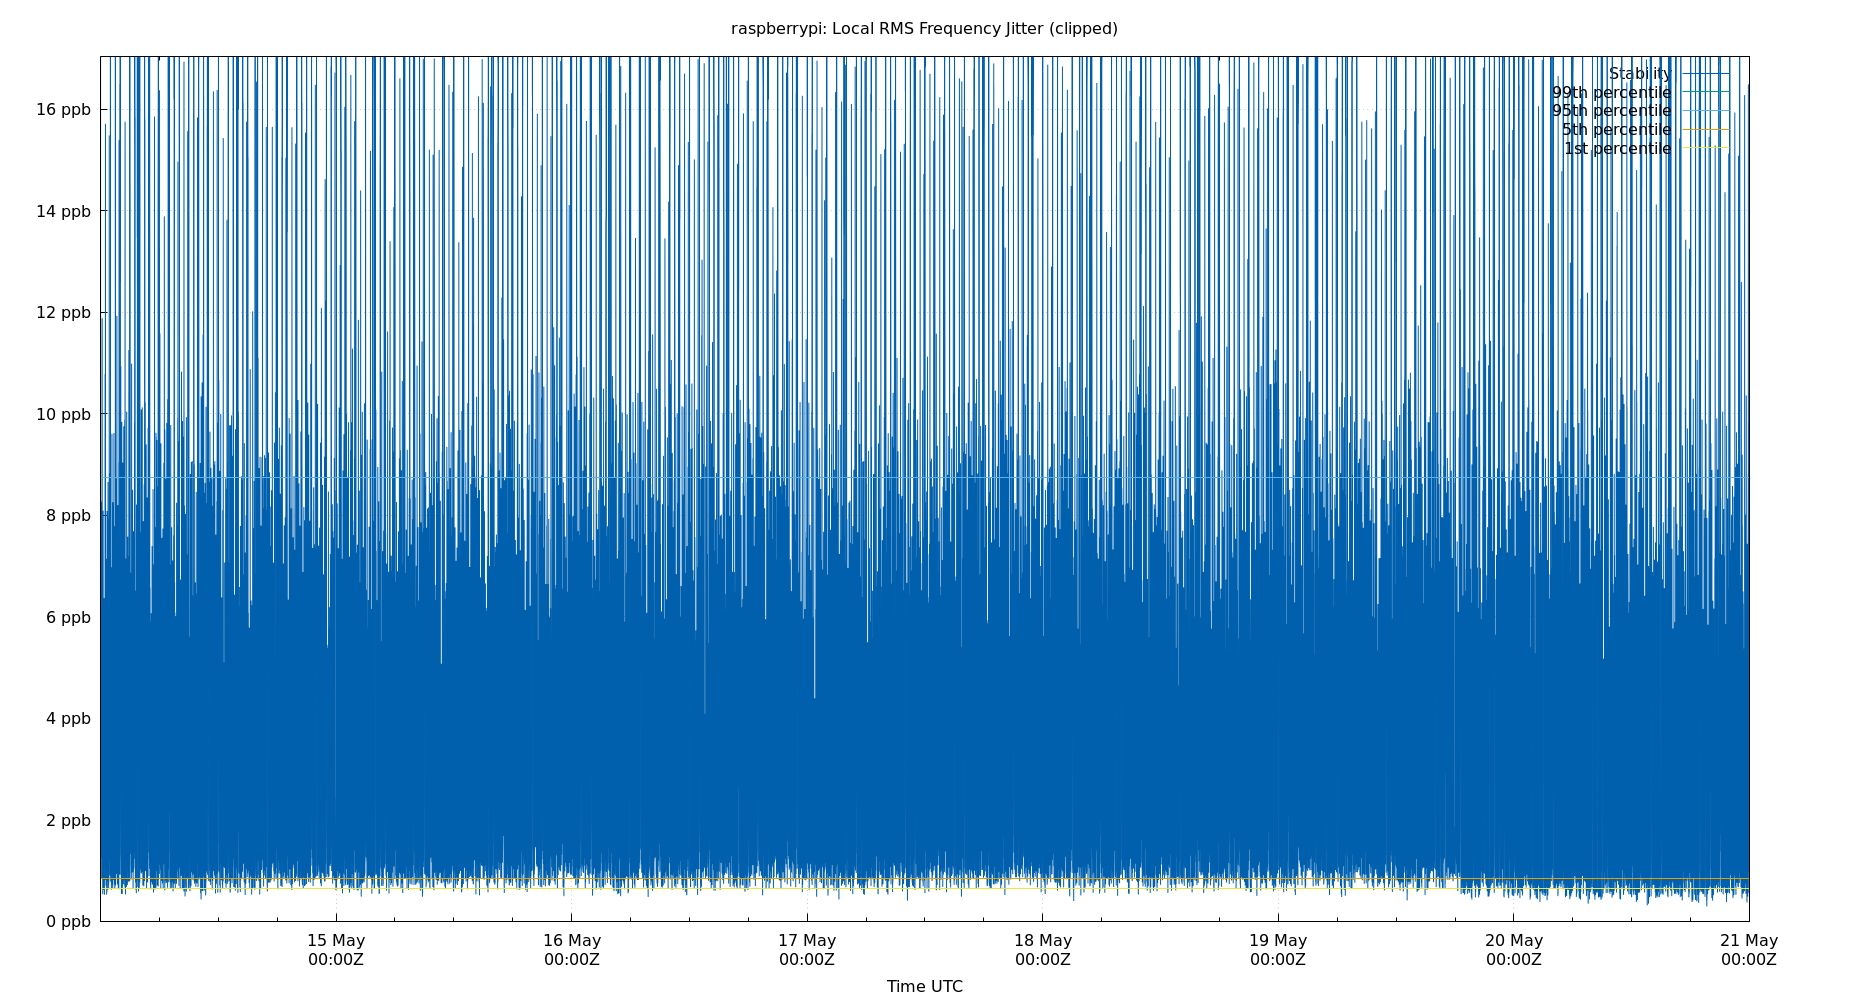 raspberrypi: Local RMS Frequency Jitter (clipped)
Stability
99th percentile
95th percentile
5th percentile
1st percentile
16 ppb
14 ppb
12 ppb
10 ppb
8 ppb
6 ppb
4 ppb
2 ppb
0 ppb
15 May 16 May 17 May 18 May 19 May 20 May 21 May
00:00Z 00:00Z 00:00Z 00:00Z 00:00Z 00:00Z 00:00Z
Time UTC